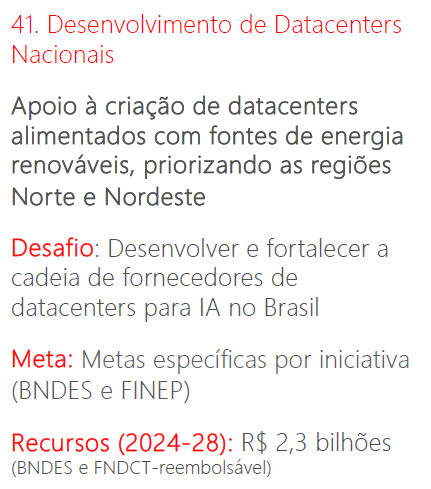 41. Desenvolvimento de Datacenters
Nacionais
Apoio à criação de datacenters
alimentados com fontes de energia
renováveis, priorizando as regiões
Norte e Nordeste
Desafio: Desenvolver e fortalecer a
cadeia de fornecedores de
datacenters para IA no Brasil
Meta: Metas específicas por iniciativa
(BNDES e FINEP)
Recursos (2024-28): R$ 2,3 bilhões
(BNDES e FNDCT-reembolsável)